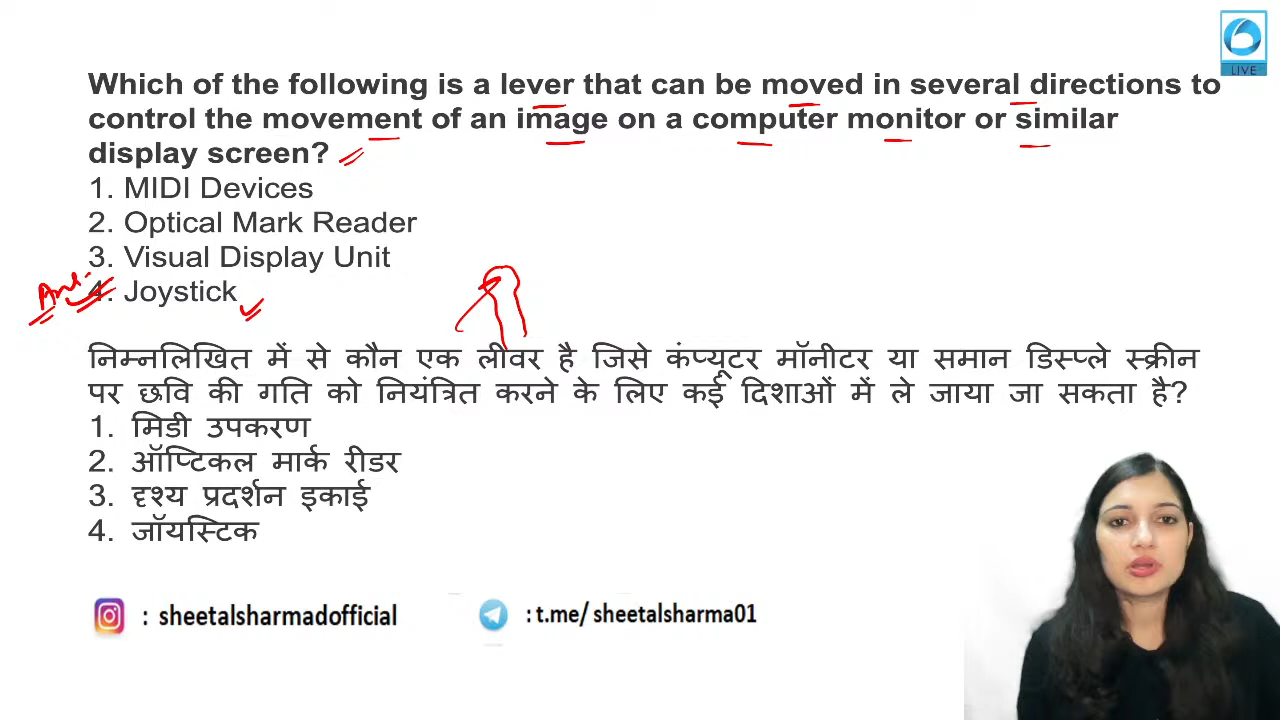 LIVE
Which of the following is a lever that can be moved in several directions to
control the movement of an image on a computer monitor or similar
display screen?
1. MIDI Devices
2. Optical Mark Reader
3. Visual Display Unit
Ans. 4. Joystick
निम्नलिखित में से कौन एक लीवर है जिसे कंप्यूटर मॉनीटर या समान डिस्प्ले स्क्रीन
पर छवि की गति को नियंत्रित करने के लिए कई दिशाओं में ले जाया जा सकता है?
1. मिडी उपकरण
2. ऑप्टिकल मार्क रीडर
3. दृश्य प्रदर्शन इकाई
4. जॉयस्टिक
: sheetalsharmadofficial : t.me/ sheetalsharma01